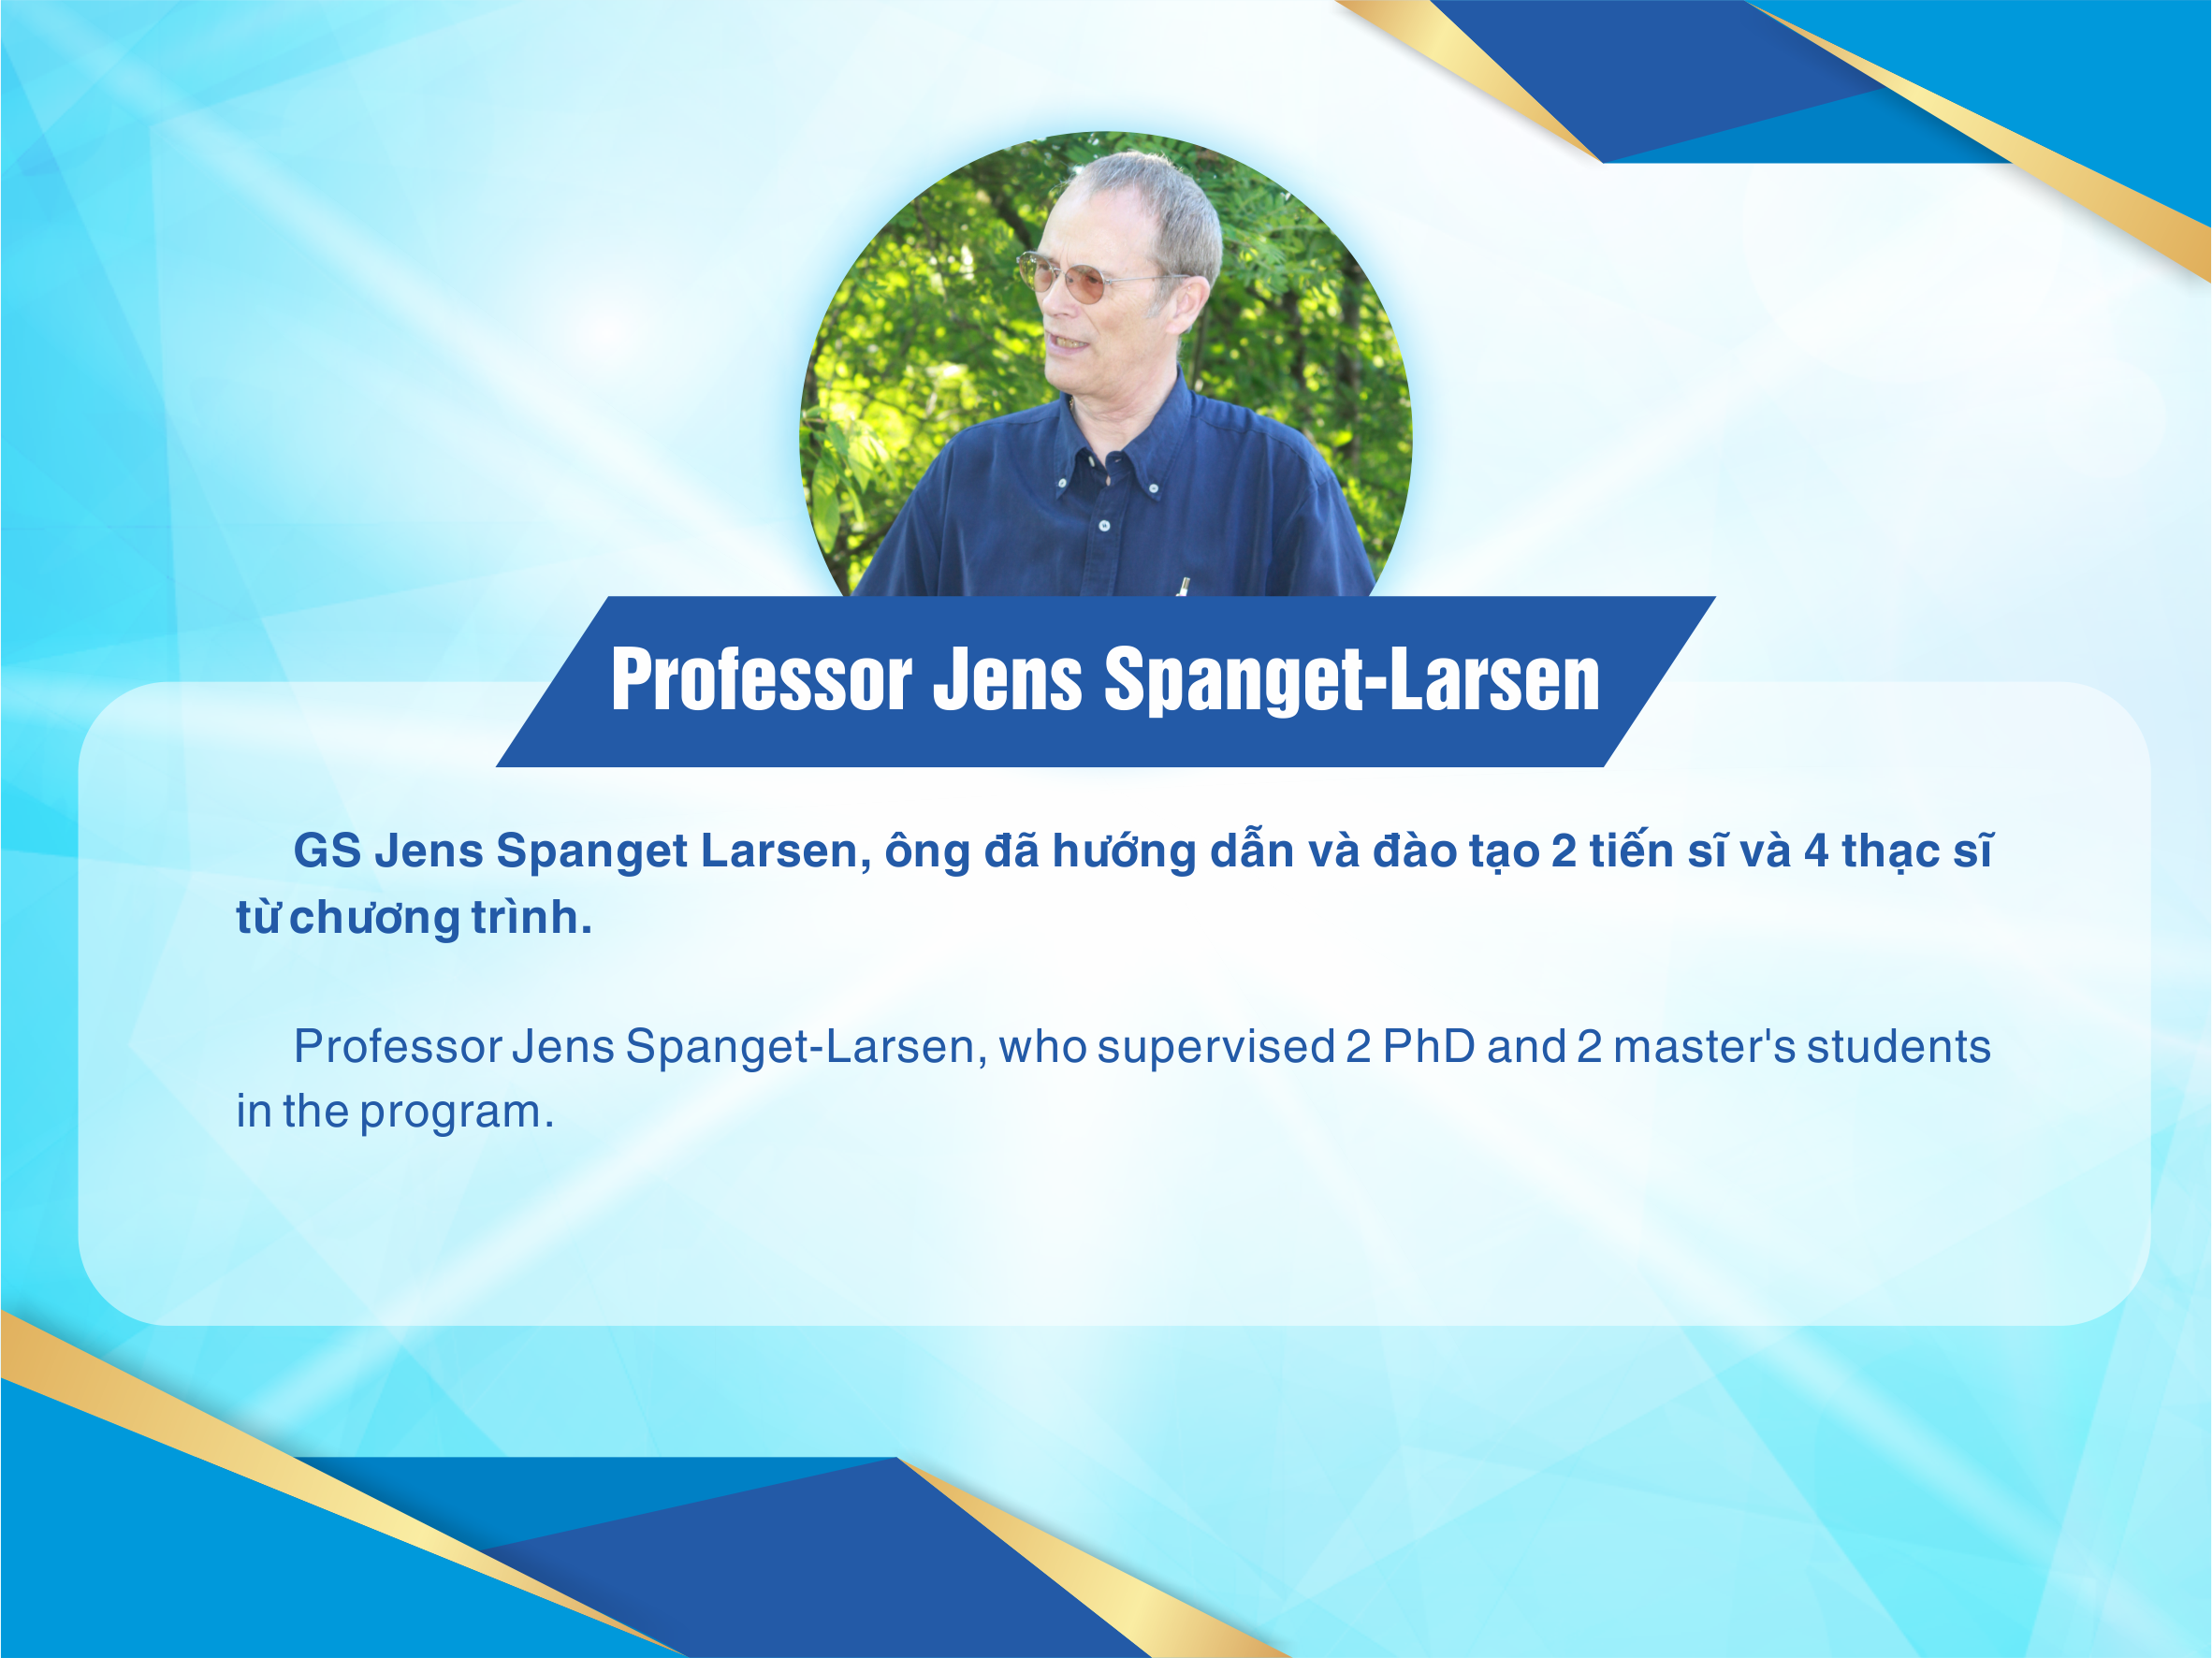 Professor Jens Spanget-Larsen
GS Jens Spanget Larsen, ông đã hướng dẫn và đào tạo 2 tiến sĩ và 4 thạc sĩ
từ chương trình.
Professor Jens Spanget-Larsen, who supervised 2 PhD and 2 master's students
in the program.